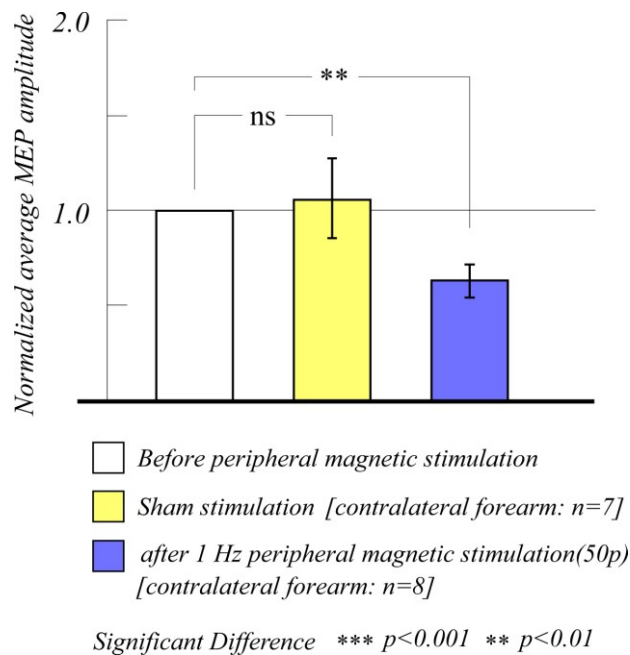 2.0
**
ns
1.0
Normalized average MEP amplitude
Before peripheral magnetic stimulation
Sham stimulation [contralateral forearm: n=7]
after 1 Hz peripheral magnetic stimulation(50p)
[contralateral forearm: n=8]
Significant Difference *** p<0.001 ** p<0.01